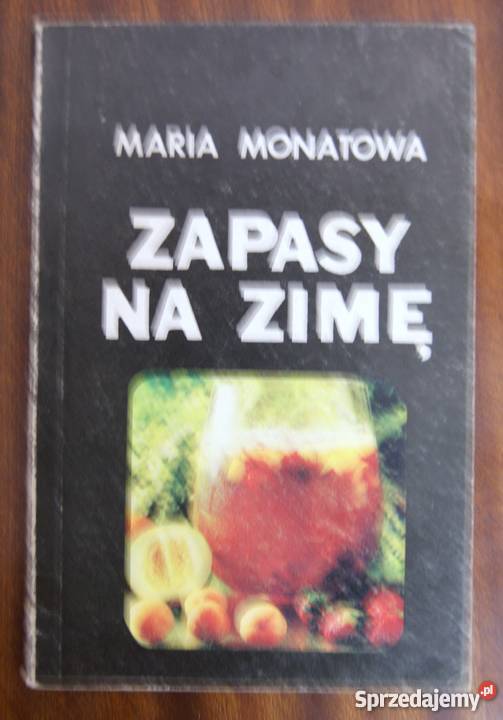 MARIA MONATOWA
ZAPASY
NA ZIMĘ
Sprzedajemy.pl